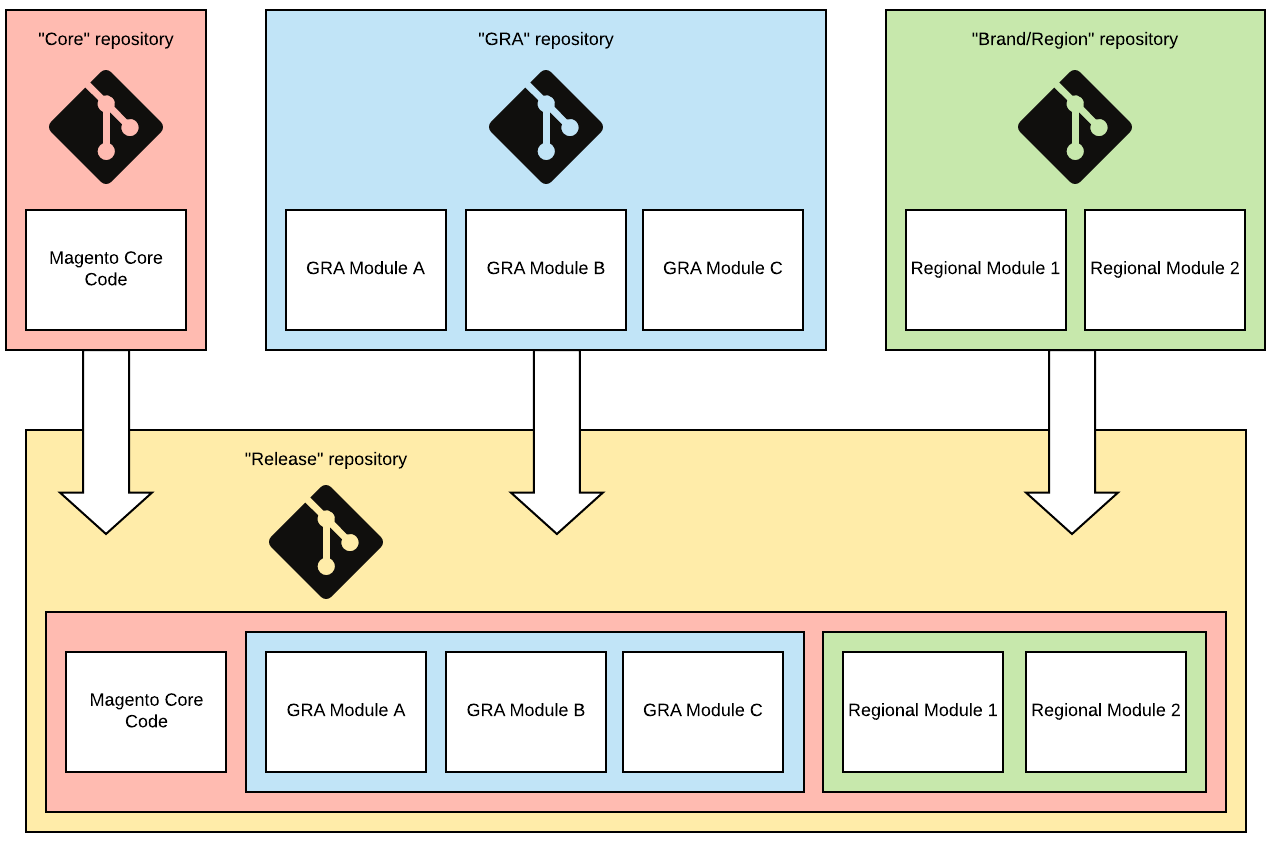 "Core" repository
"GRA" repository
"Brand/Region" repository
Magento Core
Code
GRA Module A
GRA Module B
GRA Module C
Regional Module 1
Regional Module 2
"Release" repository
Magento Core
Code
GRA Module A
GRA Module B
GRA Module C
Regional Module 1
Regional Module 2